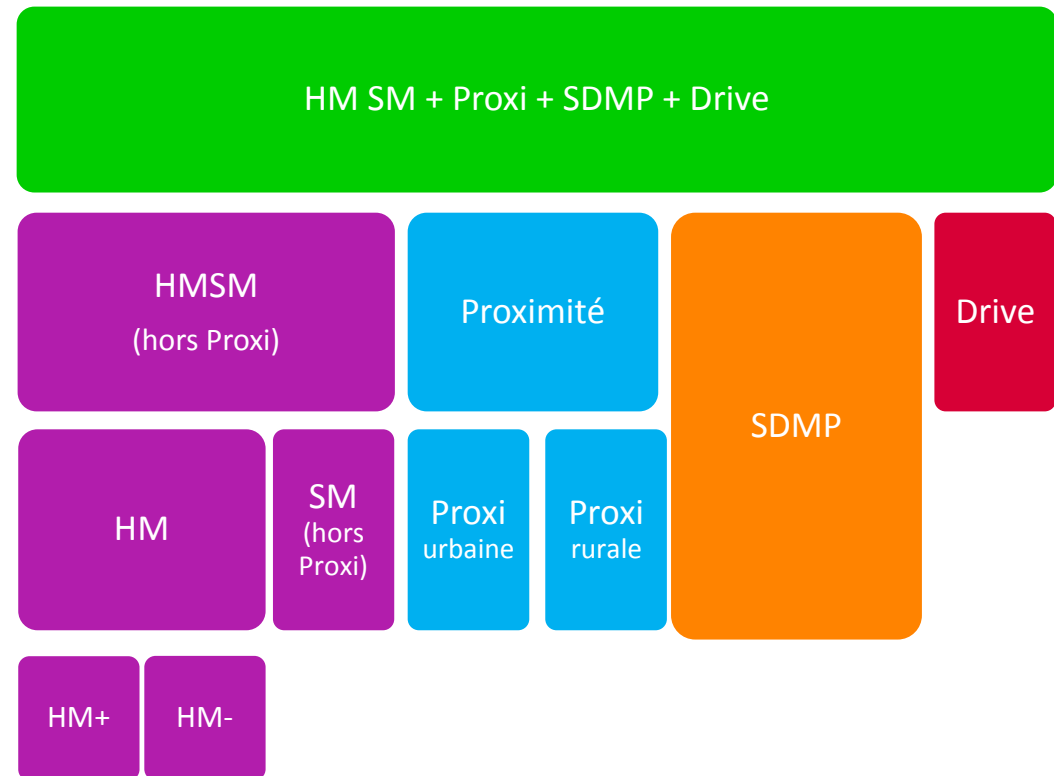 HM SM + Proxi + SDMP + Drive
HMSM
(hors Proxi)
Proximité
SDMP
Drive
HM
SM
(hors
Proxi)
Proxi
urbaine
Proxi
rurale
HM+
HM-